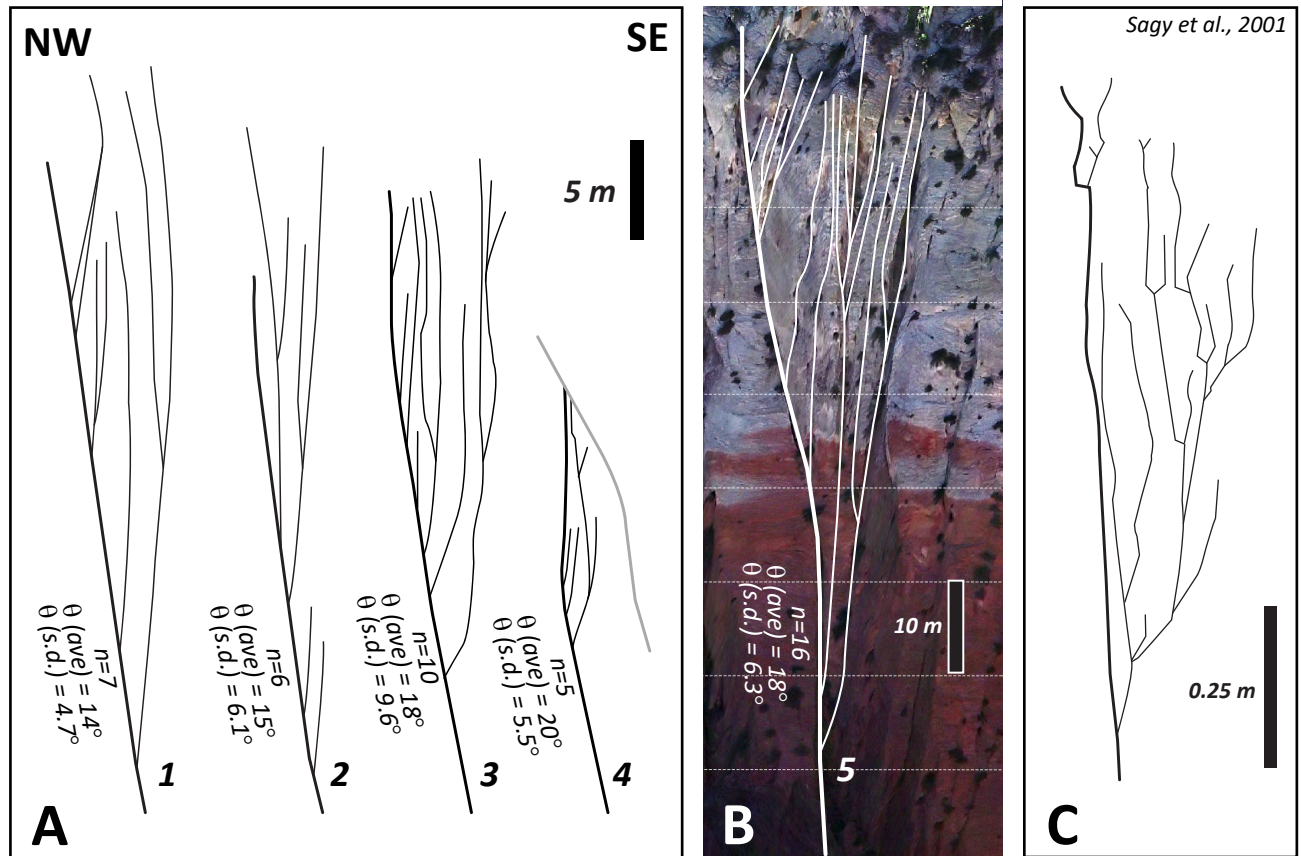 NW
SE
5 m
n=7
θ (ave) = 14°
θ (s.d.) = 4.7°
1
n=6
θ (ave) = 15°
θ (s.d.) = 6.1°
2
n=10
θ (ave) = 18°
θ (s.d.) = 9.6°
3
n=5
θ (ave) = 20°
θ (s.d.) = 5.5°
4
A
n=16
θ (ave) = 18°
θ (s.d.) = 6.3°
10 m
5
B
Sagy et al., 2001
0.25 m
C